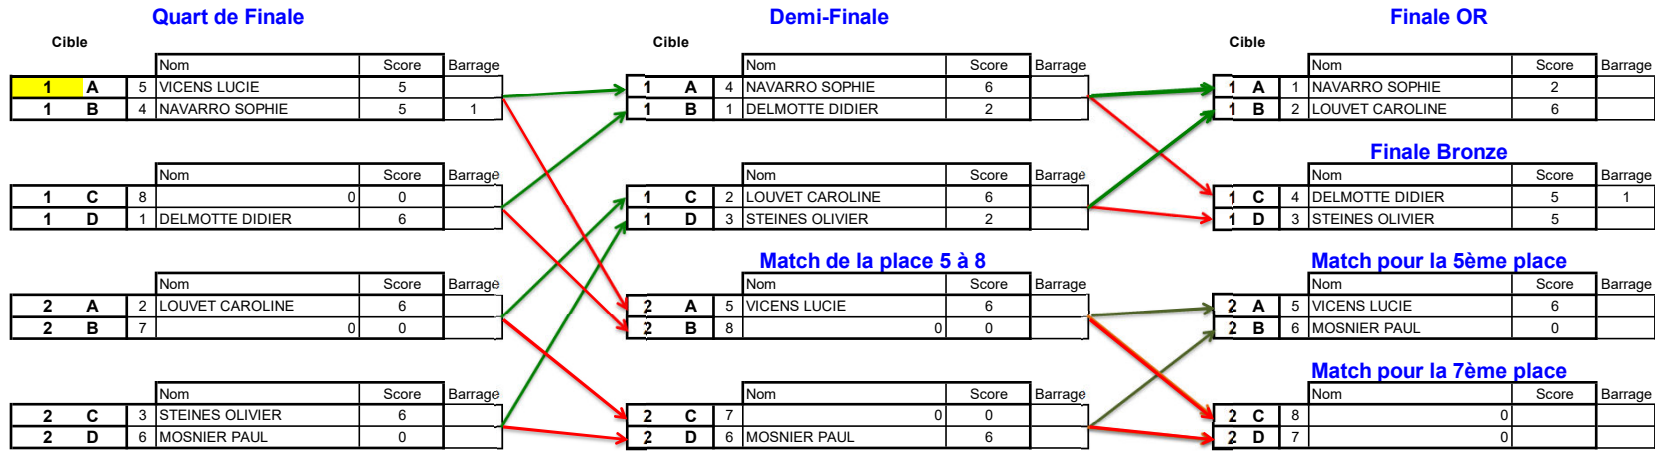 Quart de Finale Demi-Finale Finale OR
Cible Cible Cible
Nom Score Barrage Nom Score Barrage Nom Score Barrage
1 A 5 VICENS LUCIE 5 1 A 4 NAVARRO SOPHIE 6 1 A 1 NAVARRO SOPHIE 2
1 B 4 NAVARRO SOPHIE 5 1 1 B 1 DELMOTTE DIDIER 2 1 B 2 LOUVET CAROLINE 6
Finale Bronze
Nom Score Barrage Nom Score Barrage Nom Score Barrage
1 C 8 0 0 1 C 2 LOUVET CAROLINE 6 1 C 4 DELMOTTE DIDIER 5 1
1 D 1 DELMOTTE DIDIER 6 1 D 3 STEINES OLIVIER 2 1 D 3 STEINES OLIVIER 5
Match de la place 5 à 8 Match pour la 5ème place
Nom Score Barrage Nom Score Barrage Nom Score Barrage
2 A 2 LOUVET CAROLINE 6 2 A 5 VICENS LUCIE 6 2 A 5 VICENS LUCIE 6
2 B 7 0 0 2 B 8 0 0 2 B 6 MOSNIER PAUL 0
Match pour la 7ème place
Nom Score Barrage Nom Score Barrage Nom Score Barrage
2 C 3 STEINES OLIVIER 6 2 C 7 0 0 2 C 8 0
2 D 6 MOSNIER PAUL 0 2 D 6 MOSNIER PAUL 6 2 D 7 0